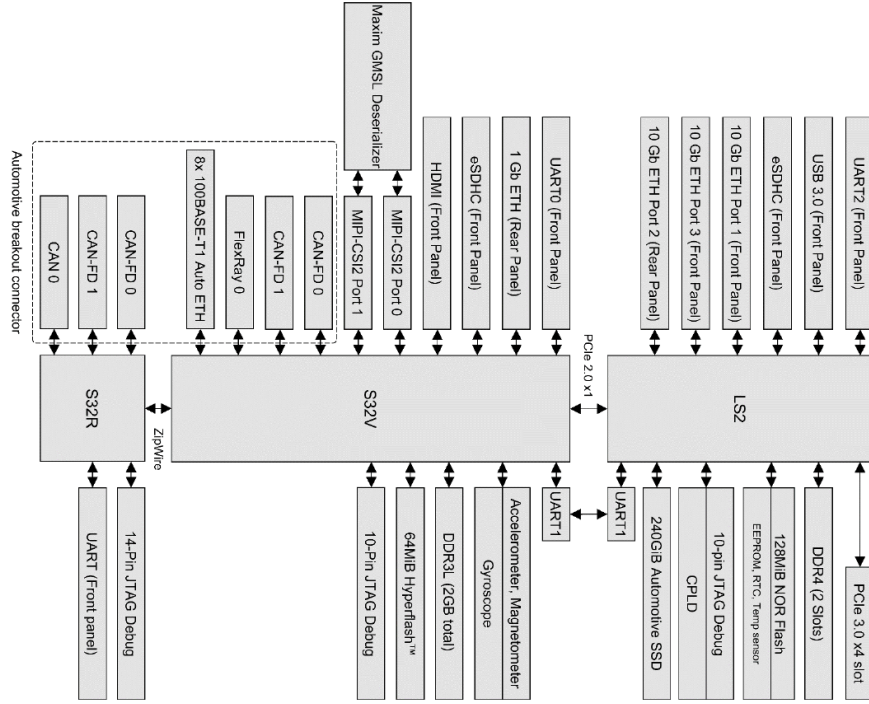 Maxim GMSL Deserializer
Automotive breakout connector
CAN 0
CAN-FD 1
CAN-FD 0
8x 100BASE-T1 Auto ETH
FlexRay 0
CAN-FD 1
CAN-FD 0
MIPI-CSI2 Port 1
MIPI-CSI2 Port 0
HDMI (Front Panel)
eSDHC (Front Panel)
1 Gb ETH (Rear Panel)
UART0 (Front Panel)
10 Gb ETH Port 2 (Rear Panel)
10 Gb ETH Port 3 (Front Panel)
10 Gb ETH Port 1 (Front Panel)
eSDHC (Front Panel)
USB 3.0 (Front Panel)
UART2 (Front Panel)
S32R
ZipWire
S32V
PCIe 2.0 x1
LS2
UART (Front panel)
14-Pin JTAG Debug
10-Pin JTAG Debug
64MiB Hyperflash™
DDR3L (2GB total)
Gyroscope
Accelerometer, Magnetometer
UART1
UART1
240GiB Automotive SSD
CPLD
10-pin JTAG Debug
EEPROM, RTC, Temp sensor
128MiB NOR Flash
DDR4 (2 Slots)
PCIe 3.0 x4 slot